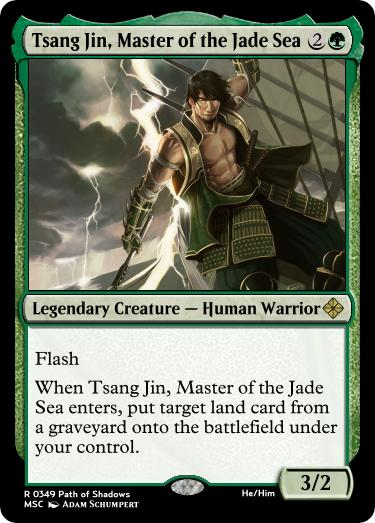 Tsang Jin, Master of the Jade Sea 2
Legendary Creature — Human Warrior
Flash
When Tsang Jin, Master of the Jade
Sea enters, put target land card from
a graveyard onto the battlefield under
your control.
3/2
R 0349 Path of Shadows
He/Him
MSC Adam Schumpert